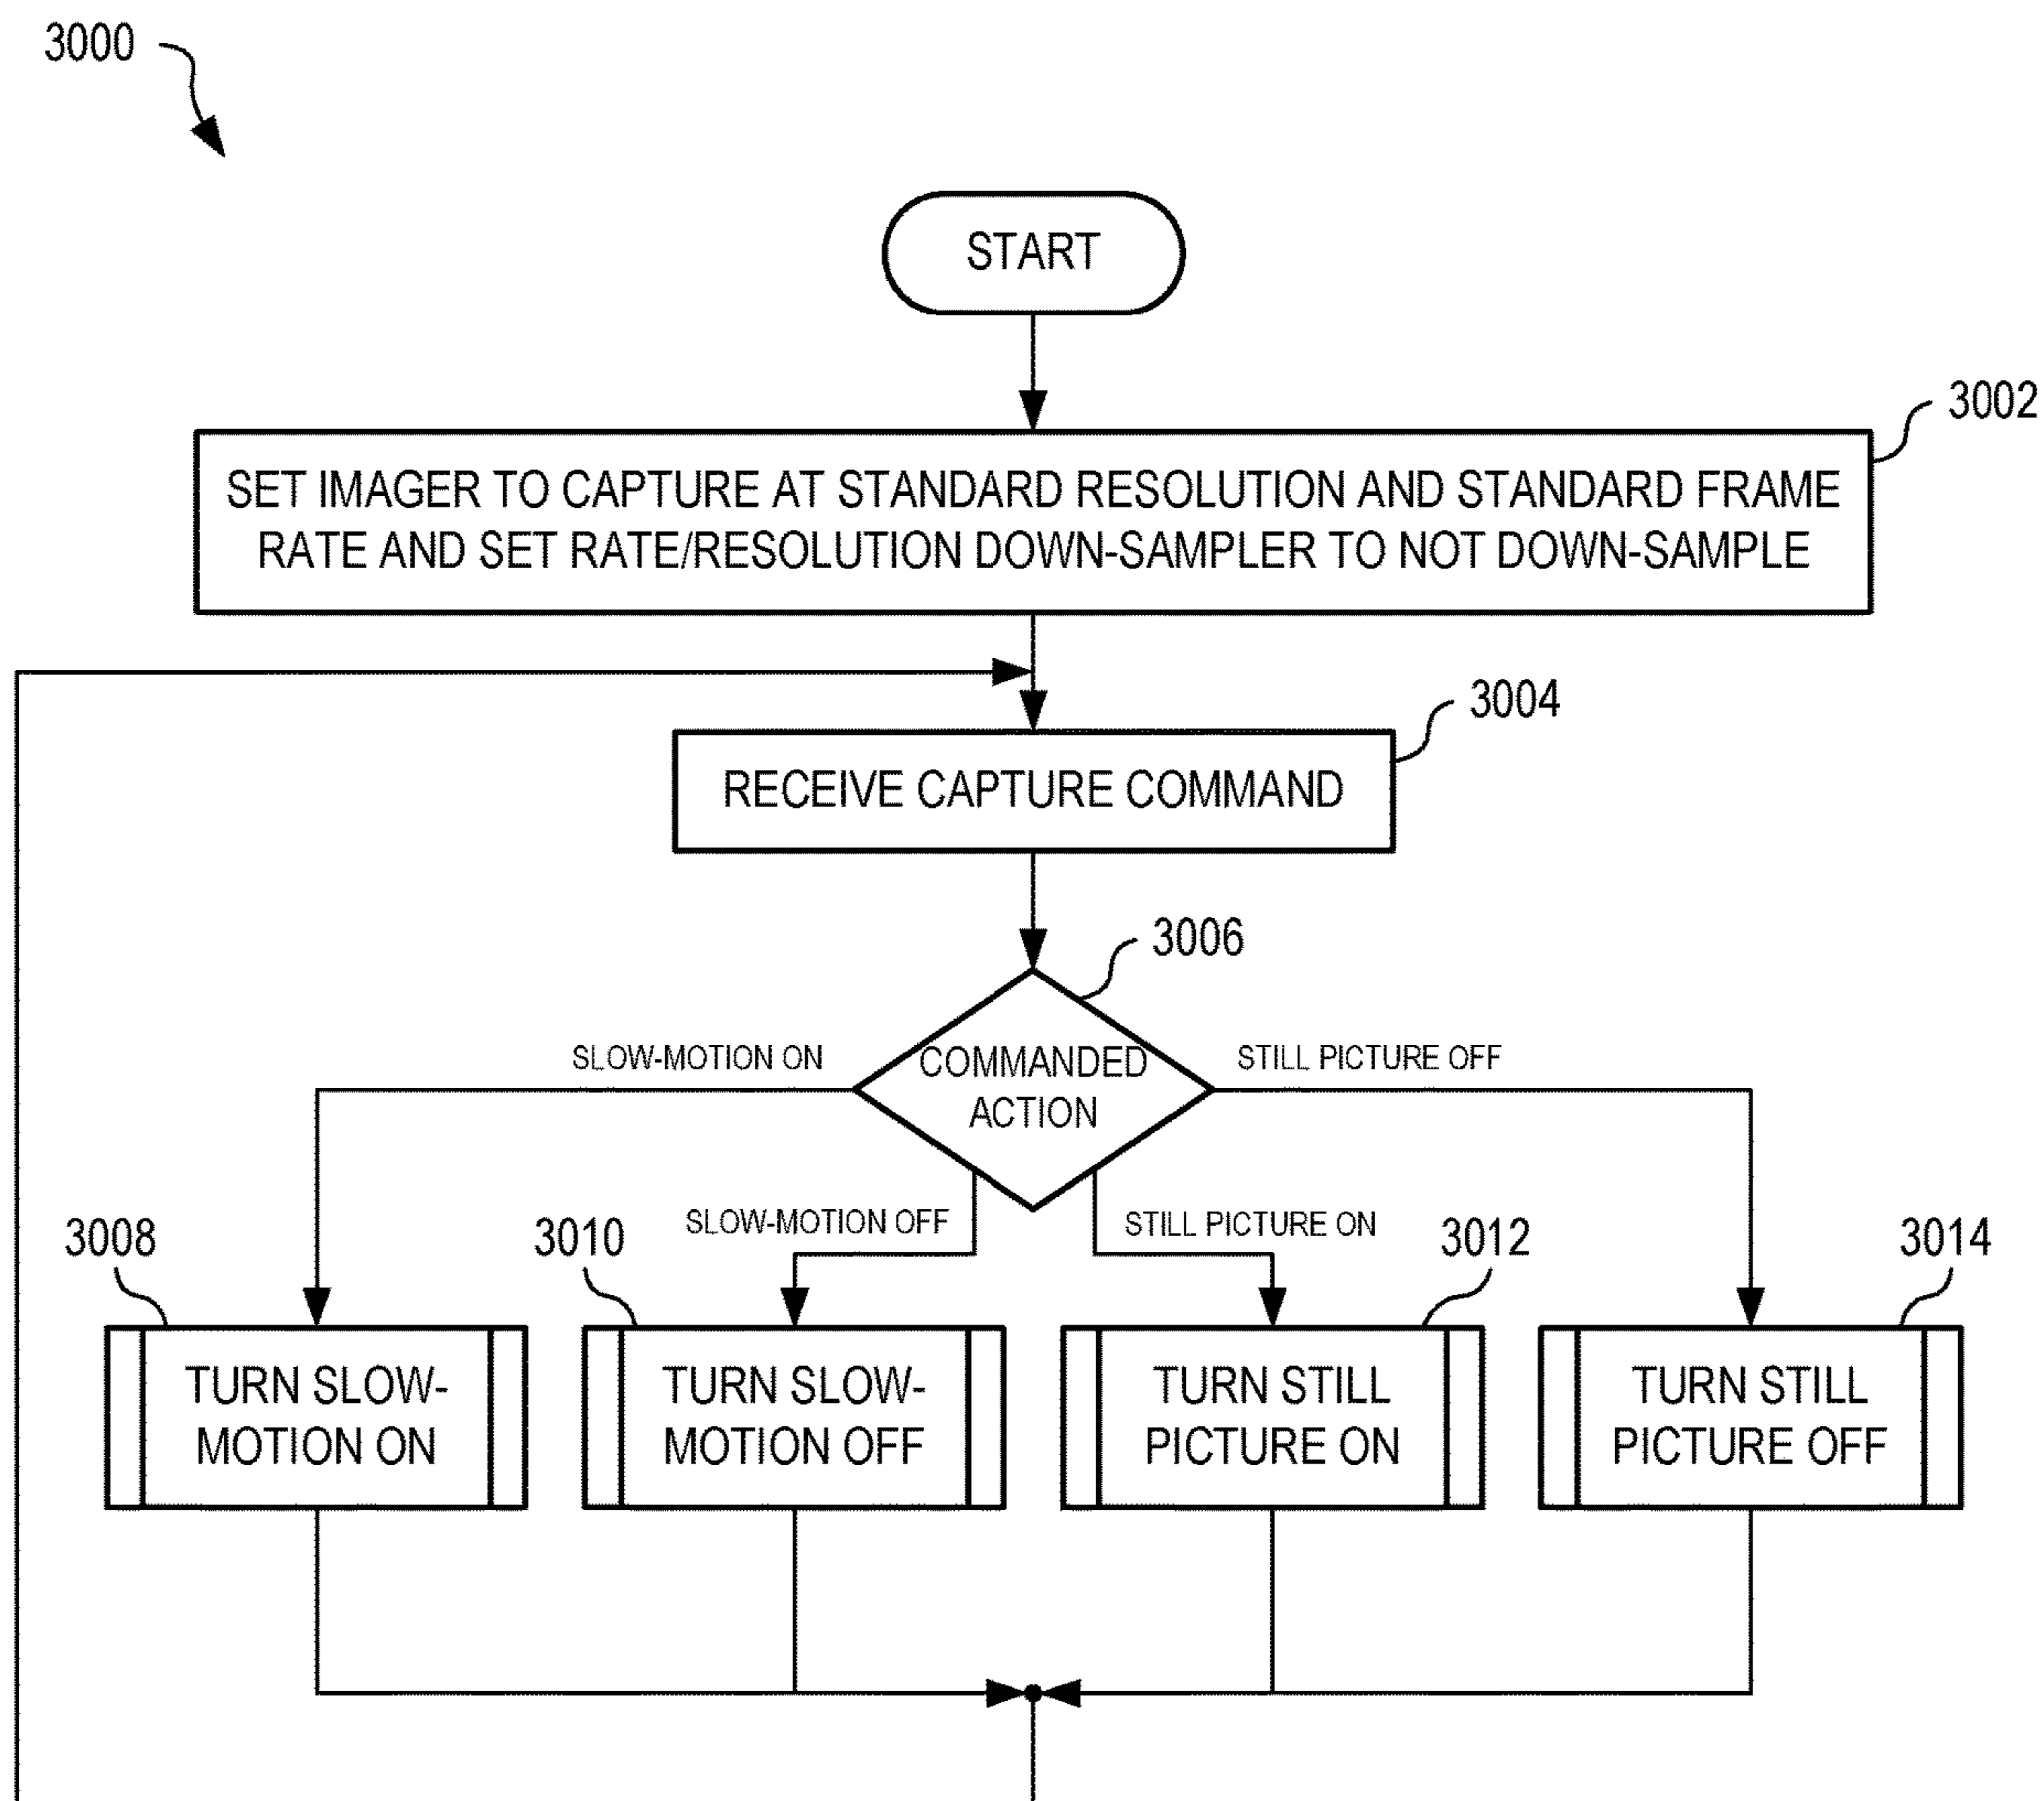 3000
START
3002
SET IMAGER TO CAPTURE AT STANDARD RESOLUTION AND STANDARD FRAME
RATE AND SET RATE/RESOLUTION DOWN-SAMPLER TO NOT DOWN-SAMPLE
3004
RECEIVE CAPTURE COMMAND
3006
SLOW-MOTION ON
COMMANDED
ACTION
STILL PICTURE OFF
SLOW-MOTION OFF
STILL PICTURE ON
3008
3010
3012
3014
TURN SLOW-
MOTION ON
TURN SLOW-
MOTION OFF
TURN STILL
PICTURE ON
TURN STILL
PICTURE OFF